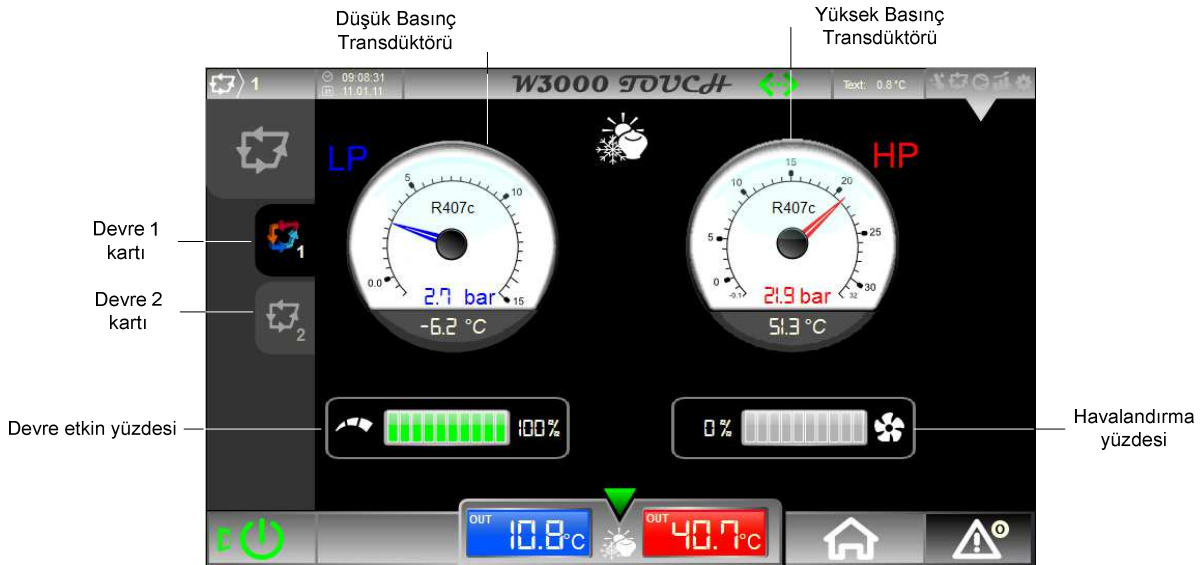 Düşük Basınç
Transdüktörü
Yüksek Basınç
Transdüktörü
1
09:08:31
11.01.11
W3000 TOUCH
Text: 0.8 °C
LP
HP
5
10
R407c
0.0
15
2.7 bar
-6.2 °C
15
10
20
R407c
5
25
0
30
-0.1
32
21.9 bar
51.3 °C
Devre 1
kartı
1
Devre 2
kartı
2
Devre etkin yüzdesi
100%
0%
Havalandırma
yüzdesi
OUT
10.8°C
OUT
40.7°C
0